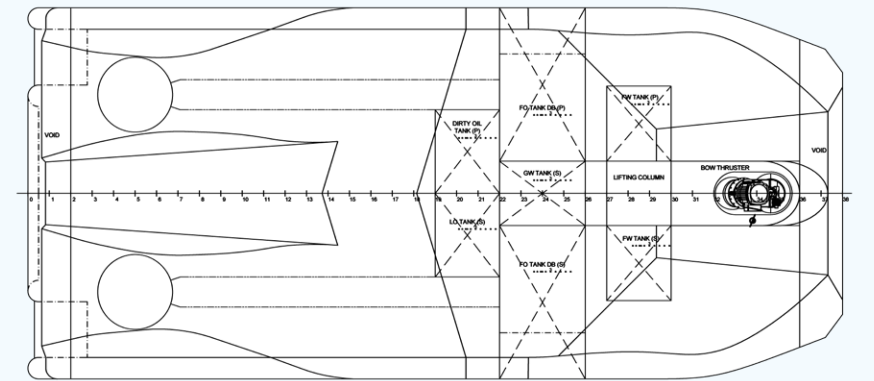 VOID
DIRTY OIL
TANK (P)
LO TANK (S)
FO TANK DB (P)
GW TANK (S)
FO TANK DB (S)
FW TANK (P)
LIFTING COLUMN
FW TANK (S)
BOW THRUSTER
VOID
0 1 2 3 4 5 6 7 8 9 10 11 12 13 14 15 16 17 18 19 20 21 22 23 24 25 26 27 28 29 30 31 32 34 36 37 38